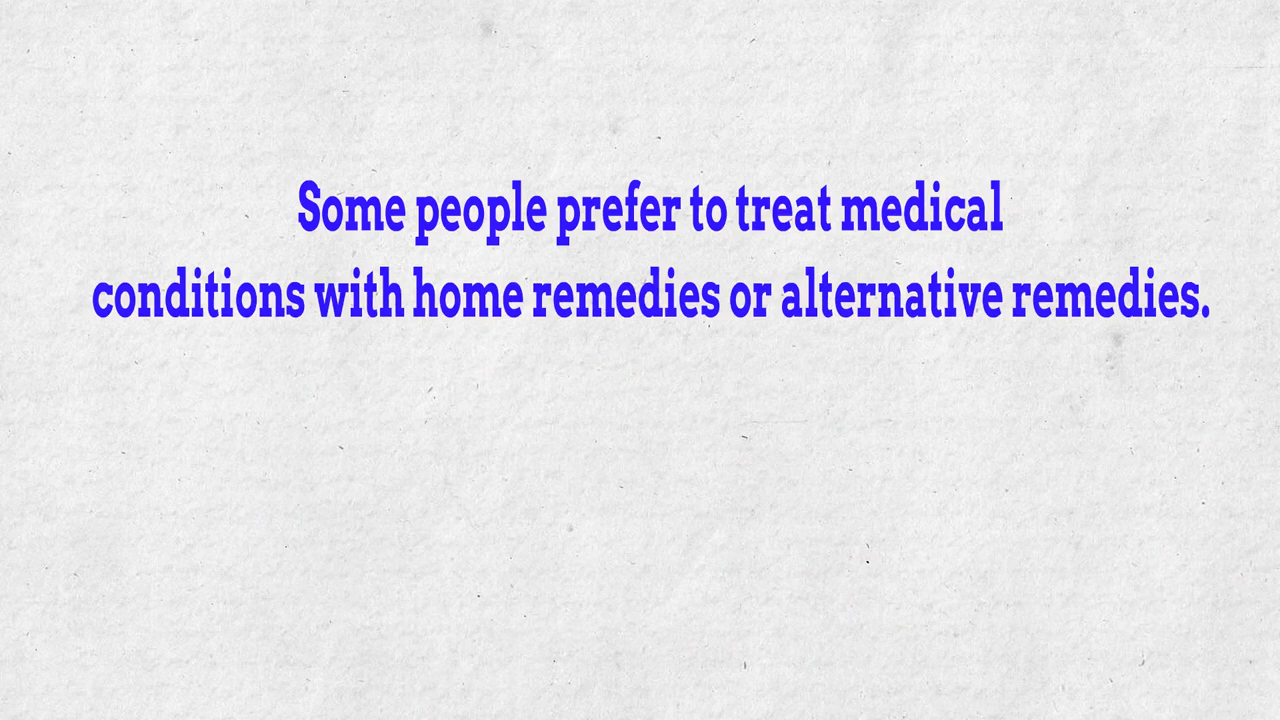 Some people prefer to treat medical
conditions with home remedies or alternative remedies.